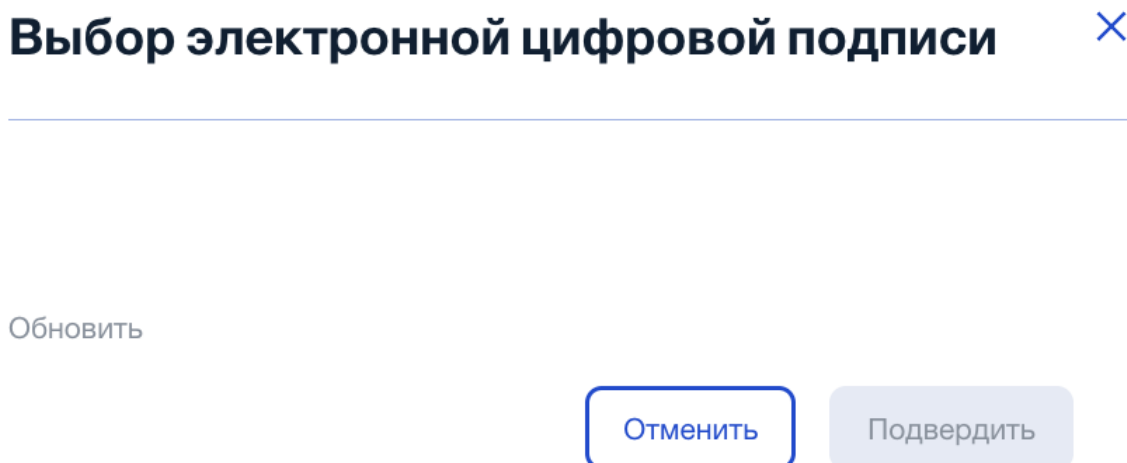 Выбор электронной цифровой подписи
Обновить
Отменить
Подвердить